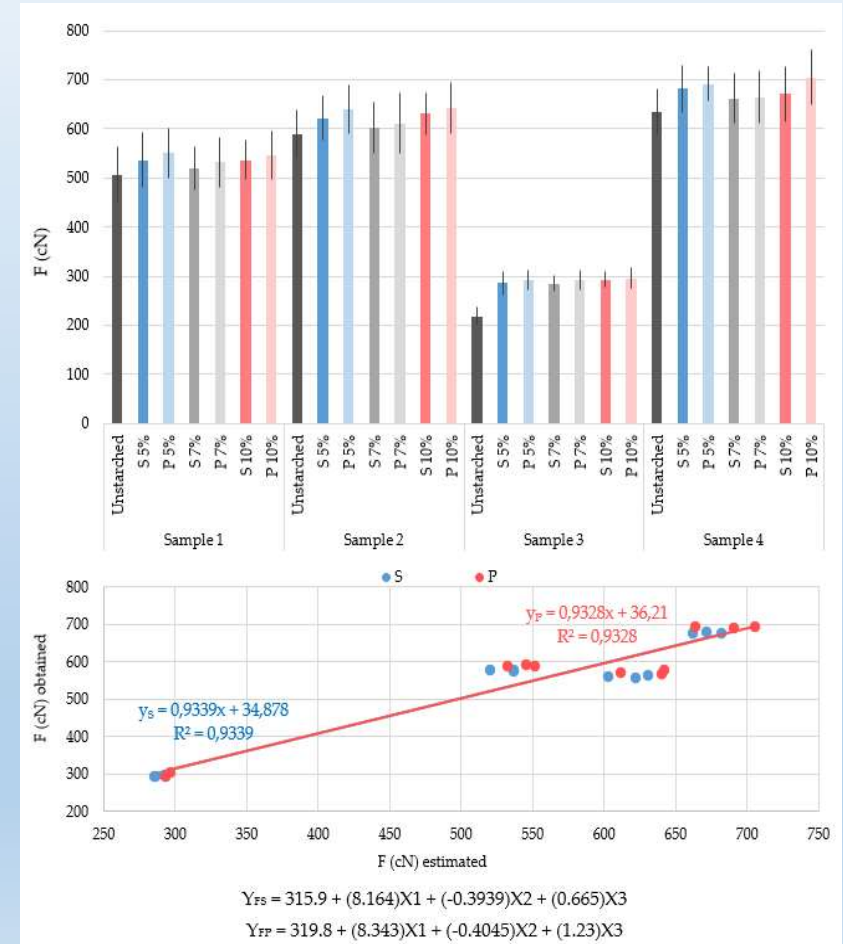 800
700
600
500
400
300
200
100
0
F (cN)
Unstarched S 5% P 5% S 7% P 7% S 10% P 10% Unstarched S 5% P 5% S 7% P 7% S 10% P 10% Unstarched S 5% P 5% S 7% P 7% S 10% P 10% Unstarched S 5% P 5% S 7% P 7% S 10% P 10%
Sample 1 Sample 2 Sample 3 Sample 4
S P
800
700
600
500
400
300
200
F (cN) obtained
yP = 0,9328x + 36,21
R² = 0,9328
yS = 0,9339x + 34,878
R² = 0,9339
250 300 350 400 450 500 550 600 650 700 750
F (cN) estimated
YFS = 315.9 + (8.164)X1 + (-0.3939)X2 + (0.665)X3
YFP = 319.8 + (8.343)X1 + (-0.4045)X2 + (1.23)X3